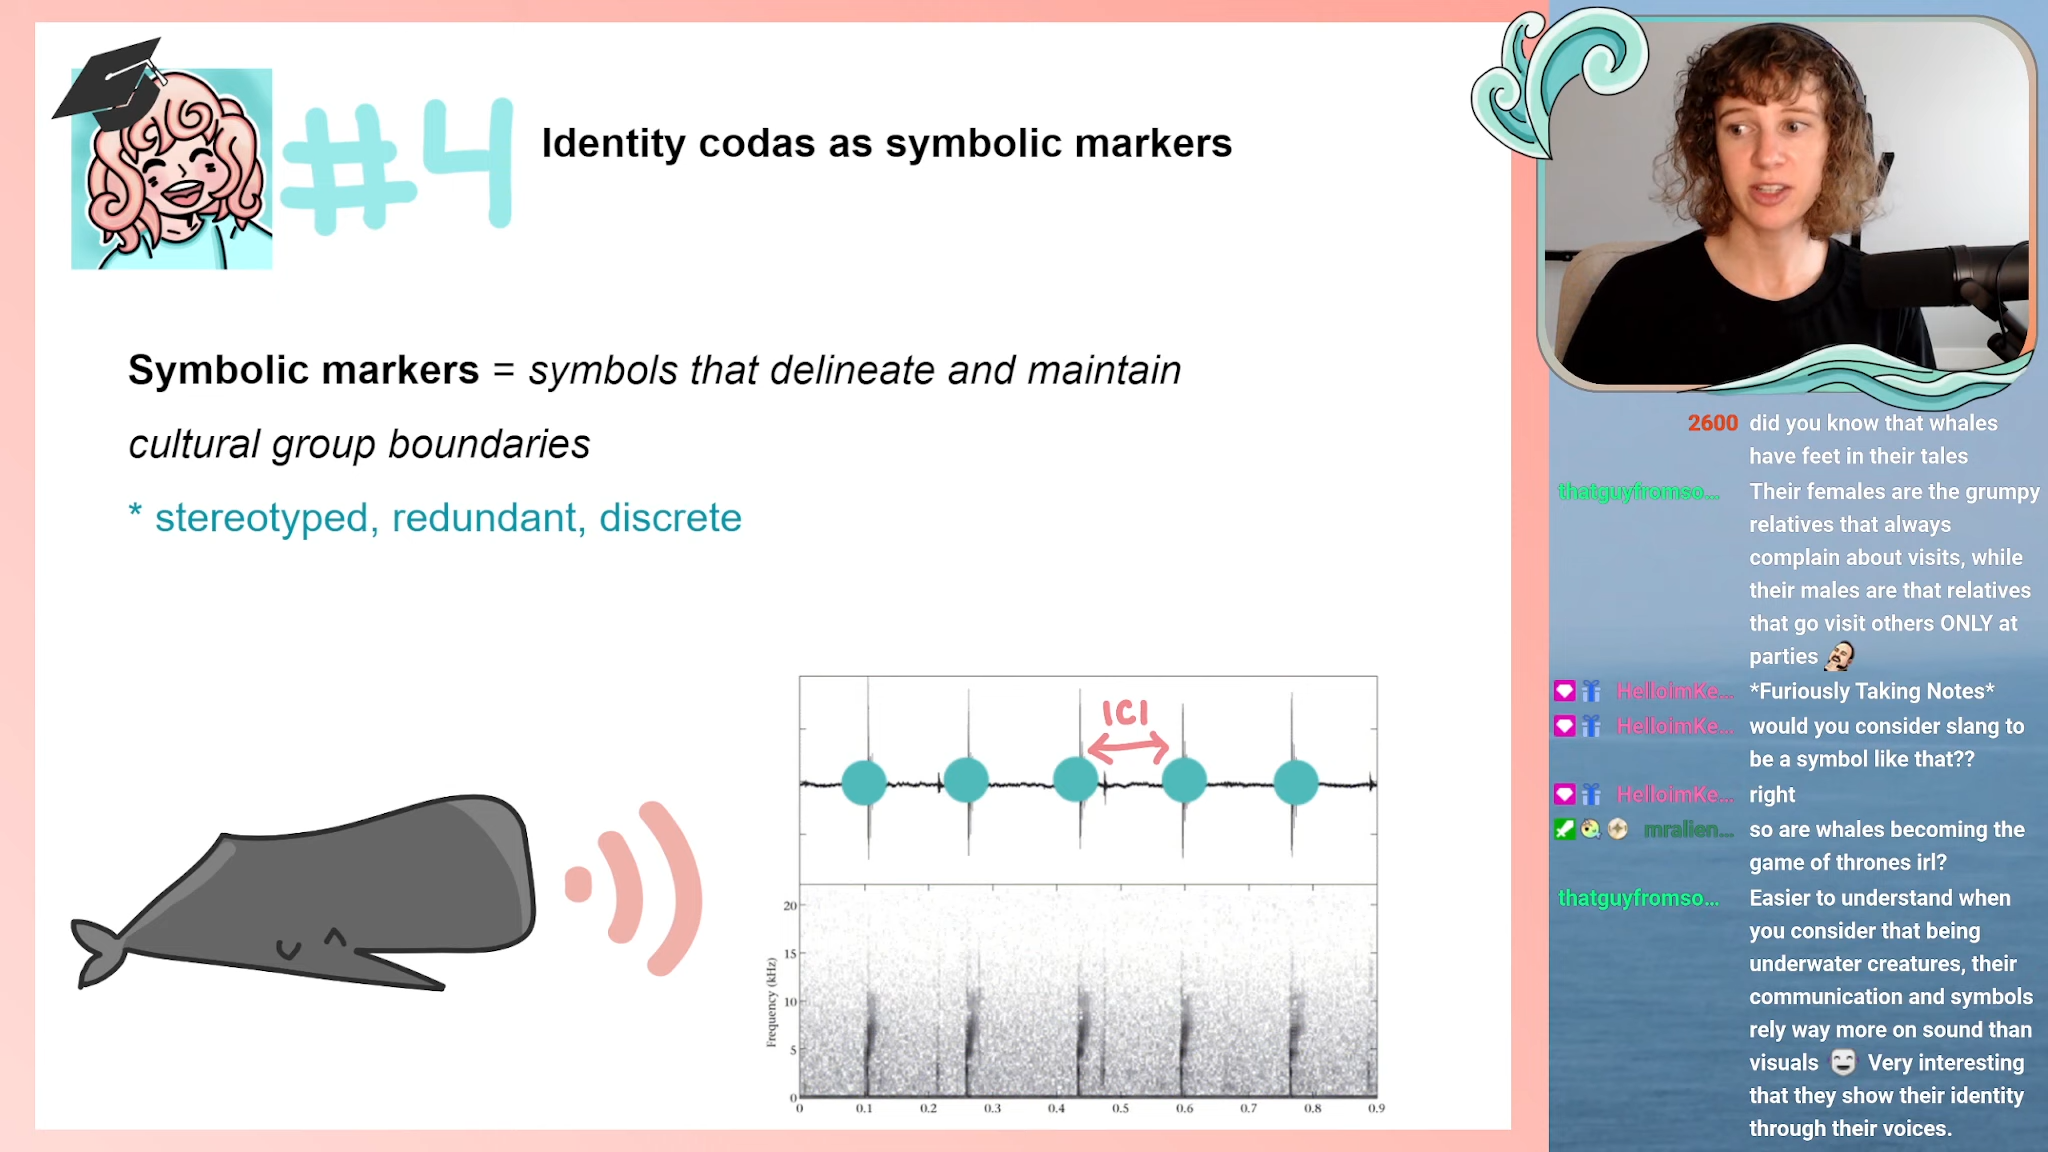 #4
Identity codas as symbolic markers
Symbolic markers = symbols that delineate and maintain
cultural group boundaries
* stereotyped, redundant, discrete
ICI
20
15
10
5
0
Frequency (kHz)
0 0.1 0.2 0.3 0.4 0.5 0.6 0.7 0.8 0.9
2600 did you know that whales
have feet in their tales
thatguyfromso... Their females are the grumpy
relatives that always
complain about visits, while
their males are that relatives
that go visit others ONLY at
parties
HelloimKe... *Furiously Taking Notes*
HelloimKe... would you consider slang to
be a symbol like that??
HelloimKe... right
mralien... so are whales becoming the
game of thrones irl?
thatguyfromso... Easier to understand when
you consider that being
underwater creatures, their
communication and symbols
rely way more on sound than
visuals Very interesting
that they show their identity
through their voices.